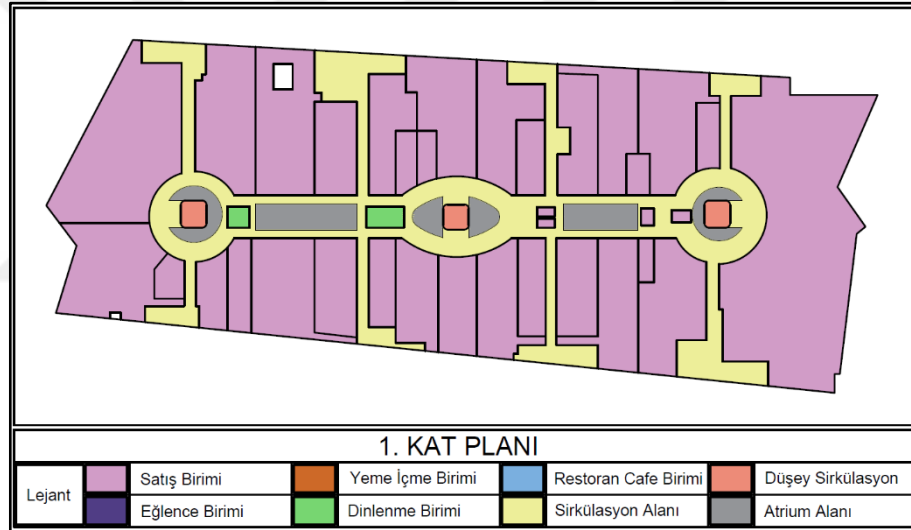 1. KAT PLANI
Lejant
Satış Birimi
Yeme İçme Birimi
Restoran Cafe Birimi
Düşey Sirkülasyon
Eğlence Birimi
Dinlenme Birimi
Sirkülasyon Alanı
Atrium Alanı